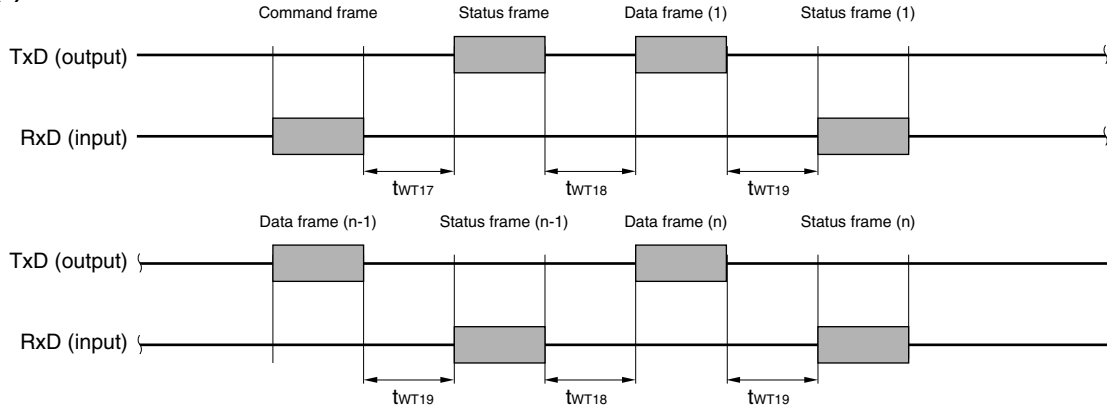 Command frame Status frame Data frame (1) Status frame (1)
TxD (output)
RxD (input)
tWT17 tWT18 tWT19
Data frame (n-1) Status frame (n-1) Data frame (n) Status frame (n)
TxD (output)
RxD (input)
tWT19 tWT18 tWT19